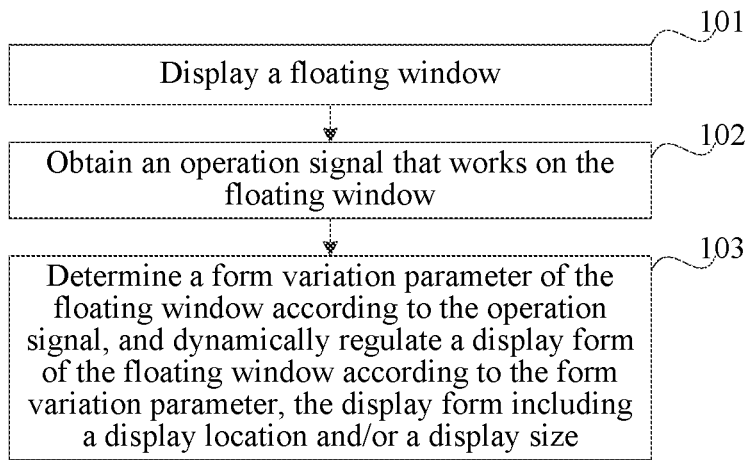 101
Display a floating window
102
Obtain an operation signal that works on the
floating window
103
Determine a form variation parameter of the
floating window according to the operation
signal, and dynamically regulate a display form
of the floating window according to the form
variation parameter, the display form including
a display location and/or a display size